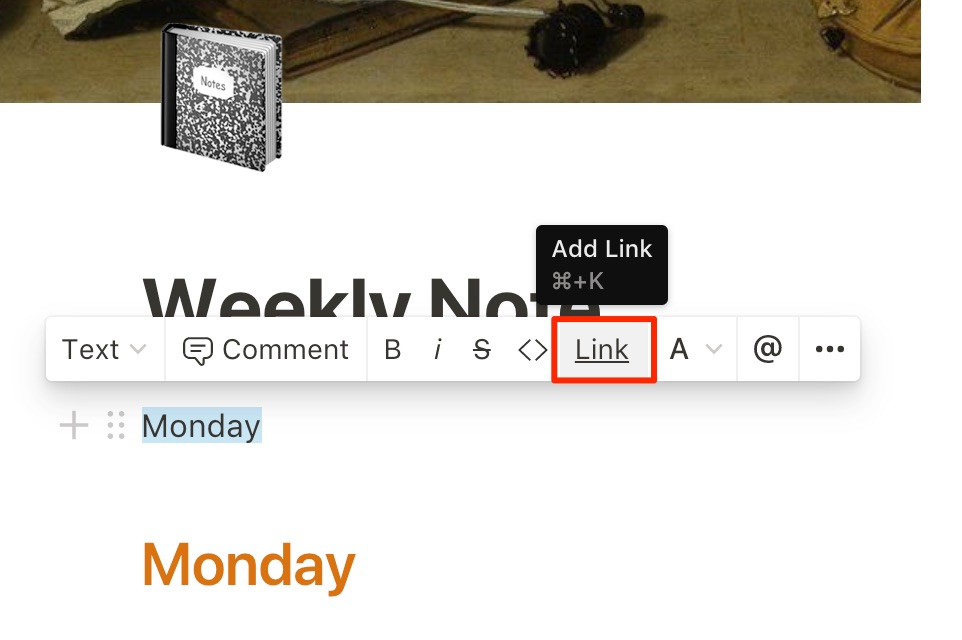 Notes
Add Link
⌘+K
Weekly Note
Text Comment B i S <> Link A @ •••
Monday
Monday